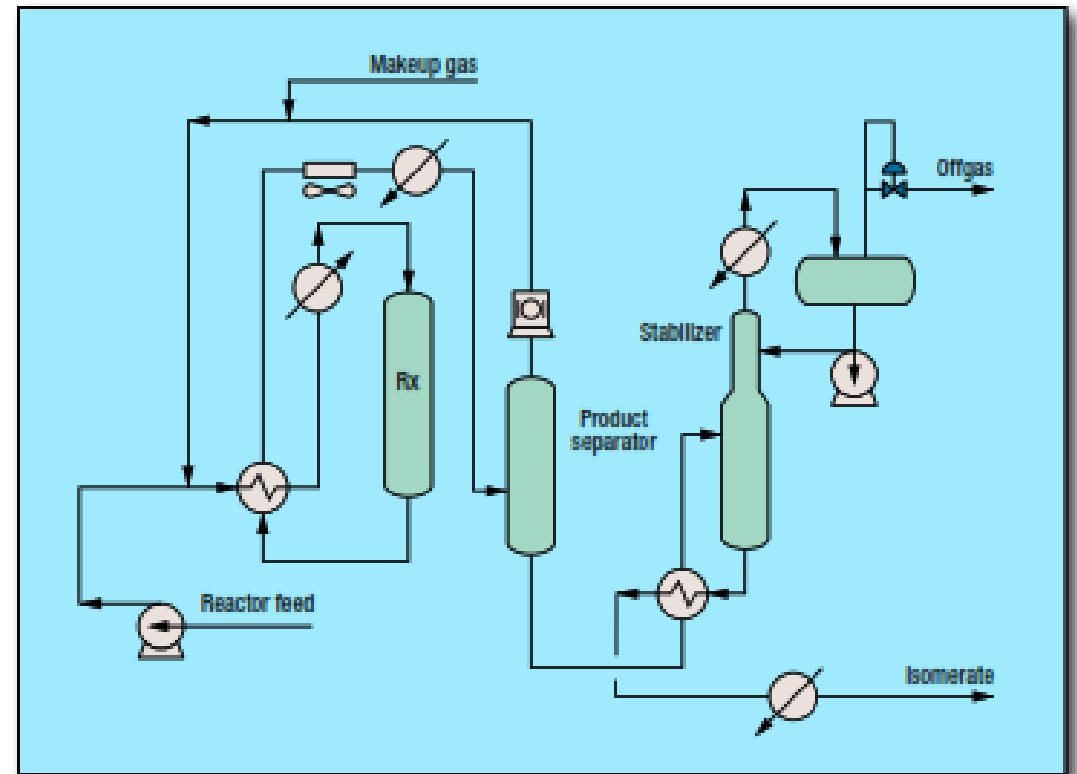 Makeup gas
Offgas
Stabilizer
Rx
Product
separator
Reactor feed
Isomerate